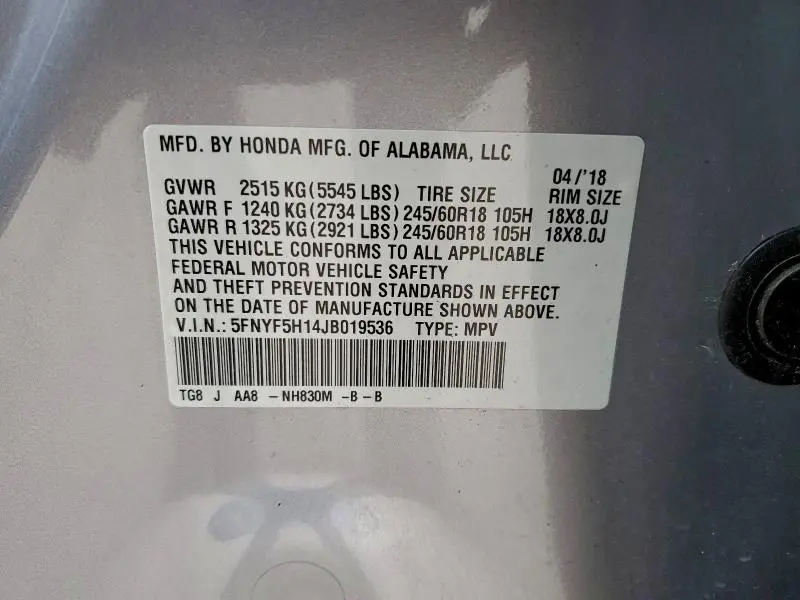 MFD. BY HONDA MFG. OF ALABAMA, LLC
04/'18
GVWR 2515 KG (5545 LBS) TIRE SIZE RIM SIZE
GAWR F 1240 KG (2734 LBS) 245/60R18 105H 18X8.0J
GAWR R 1325 KG (2921 LBS) 245/60R18 105H 18X8.0J
THIS VEHICLE CONFORMS TO ALL APPLICABLE
FEDERAL MOTOR VEHICLE SAFETY
AND THEFT PREVENTION STANDARDS IN EFFECT
ON THE DATE OF MANUFACTURE SHOWN ABOVE.
V.I.N.: 5FNYF5H14JB019536 TYPE: MPV
TG8 J AA8 - NH830M - B - B